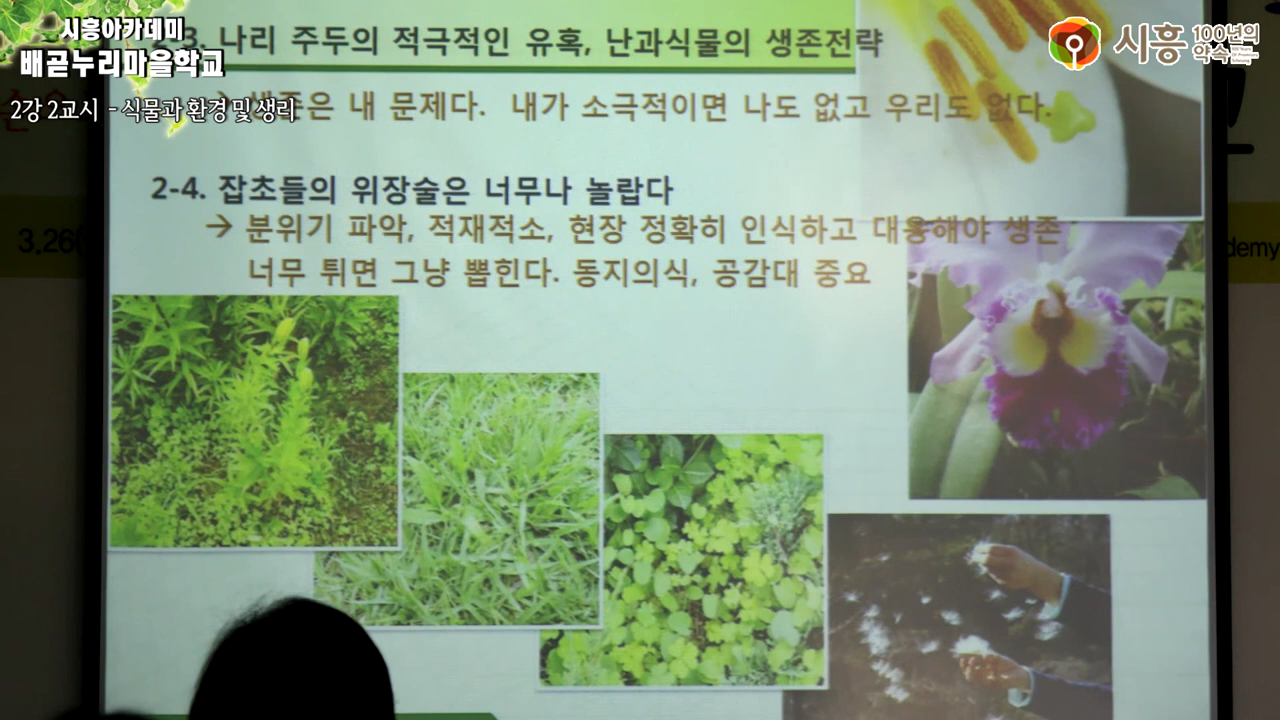 시흥아카데미
배곧누리마을학교
2강 2교시 - 식물과 환경 및 생리
시흥 100년의 약속
3. 나리 주두의 적극적인 유혹, 난과식물의 생존전략
생존은 내 문제다. 내가 소극적이면 나도 없고 우리도 없다.
2-4. 잡초들의 위장술은 너무나 놀랍다
→ 분위기 파악, 적재적소, 현장 정확히 인식하고 대응해야 생존
너무 튀면 그냥 뽑힌다. 동지의식, 공감대 중요
3.26(
demy